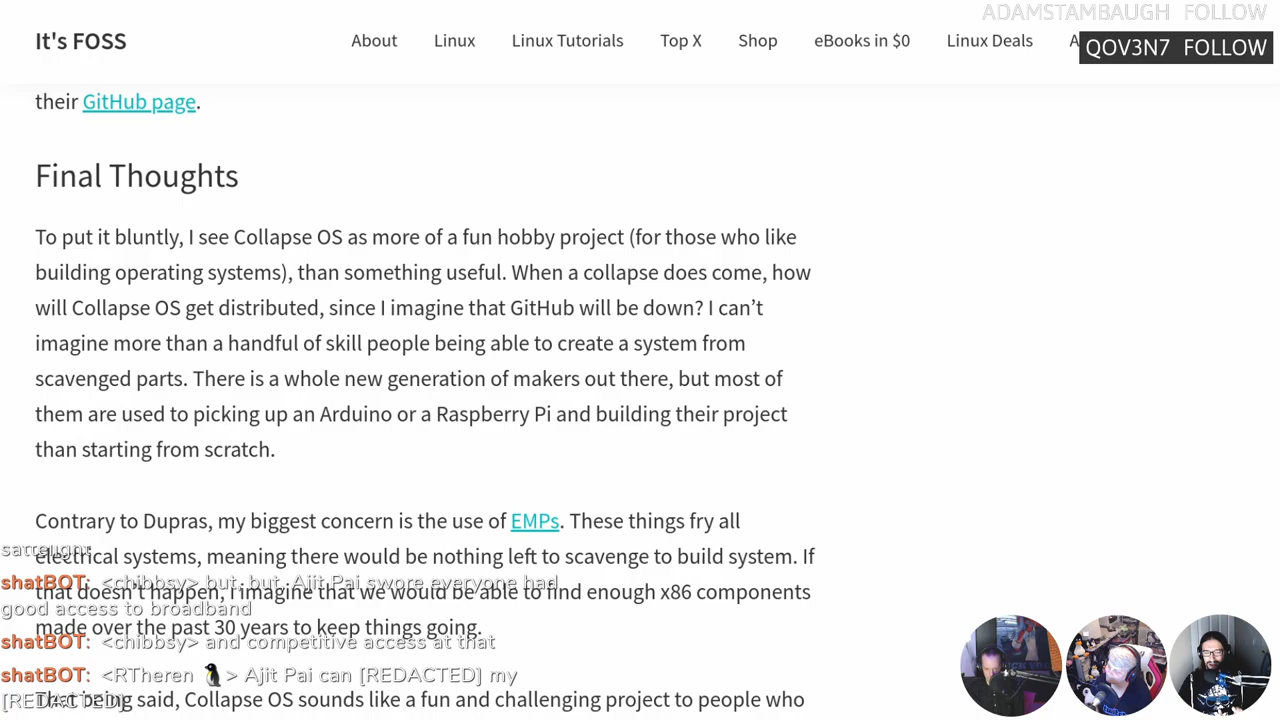 It's FOSS
About
Linux
Linux Tutorials
Top X
Shop
eBooks in $0
Linux Deals
ADAMSTAMBAUGH FOLLOW
QOV3N7 FOLLOW
their GitHub page.
Final Thoughts
To put it bluntly, I see Collapse OS as more of a fun hobby project (for those who like
building operating systems), than something useful. When a collapse does come, how
will Collapse OS get distributed, since I imagine that GitHub will be down? I can’t
imagine more than a handful of skill people being able to create a system from
scavenged parts. There is a whole new generation of makers out there, but most of
them are used to picking up an Arduino or a Raspberry Pi and building their project
than starting from scratch.
Contrary to Dupras, my biggest concern is the use of EMPs. These things fry all
electrical systems, meaning there would be nothing left to scavenge to build system. If
that doesn’t happen, I imagine that we would be able to find enough x86 components
made over the past 30 years to keep things going.
That being said, Collapse OS sounds like a fun and challenging project to people who
shatBOT: <chibbsy> but, but, Ajit Pai swore everyone had
good access to broadband
shatBOT: <chibbsy> and competitive access at that
shatBOT: <RTheren 🐧> Ajit Pai can [REDACTED] my
[REDACTED]